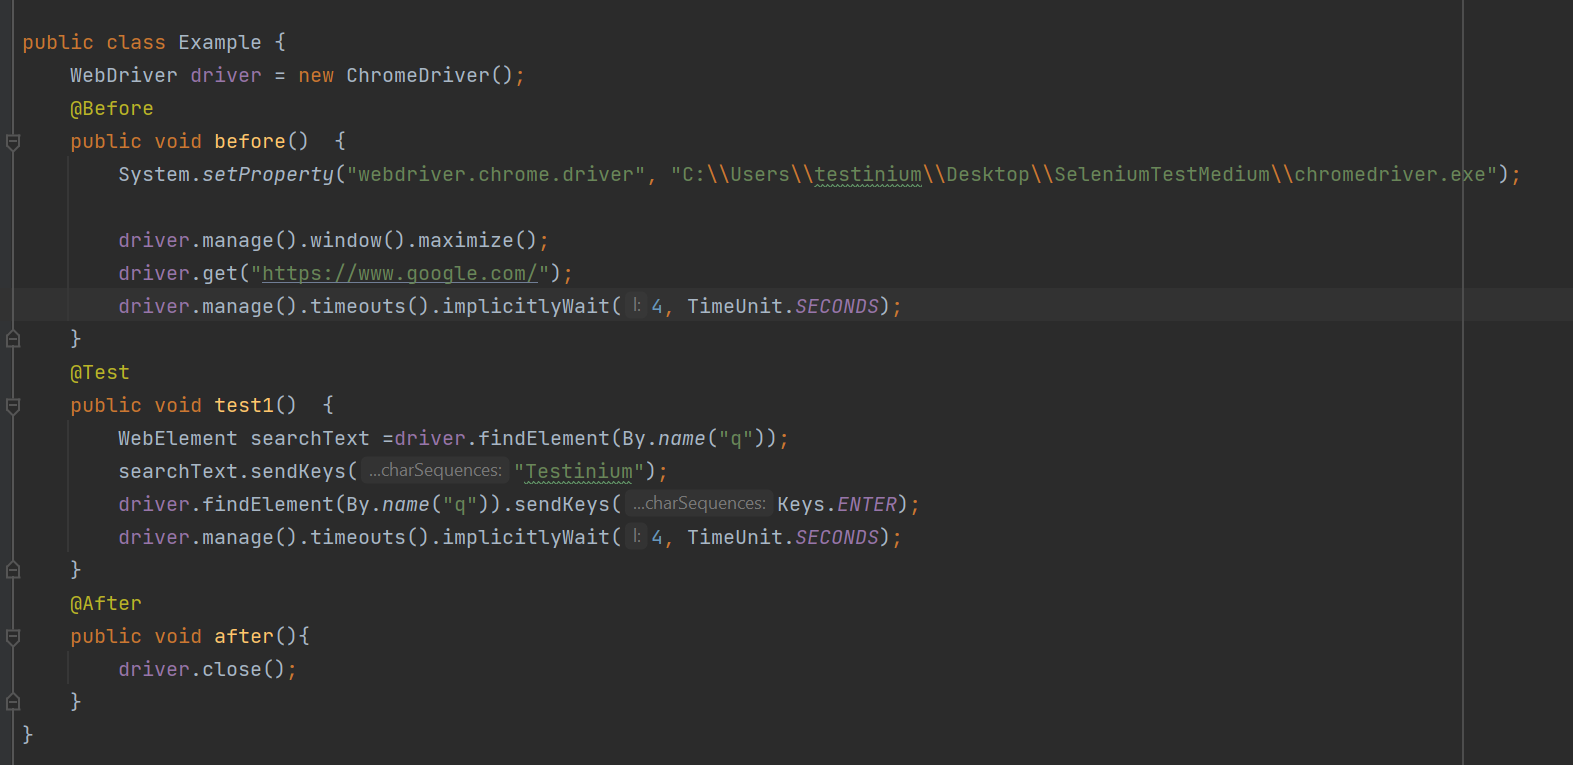 public class Example {
WebDriver driver = new ChromeDriver();
@Before
public void before()  {
System.setProperty("webdriver.chrome.driver", "C:\\Users\\testinium\\Desktop\\SeleniumTestMedium\\chromedriver.exe");
driver.manage().window().maximize();
driver.get("https://www.google.com/");
driver.manage().timeouts().implicitlyWait( l: 4, TimeUnit.SECONDS);
}
@Test
public void test1()  {
WebElement searchText =driver.findElement(By.name("q"));
searchText.sendKeys( ...charSequences: "Testinium");
driver.findElement(By.name("q")).sendKeys( ...charSequences: Keys.ENTER);
driver.manage().timeouts().implicitlyWait( l: 4, TimeUnit.SECONDS);
}
@After
public void after(){
driver.close();
}
}